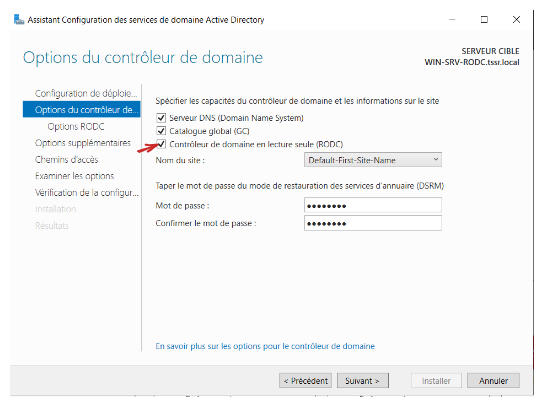 Assistant Configuration des services de domaine Active Directory
Options du contrôleur de domaine
SERVEUR CIBLE
WIN-SRV-RODC.tssr.local
Configuration de déploie...
Options du contrôleur de...
Options RODC
Options supplémentaires
Chemins d'accès
Examiner les options
Vérification de la configur...
Installation
Résultats
Spécifier les capacités du contrôleur de domaine et les informations sur le site
Serveur DNS (Domain Name System)
Catalogue global (GC)
Contrôleur de domaine en lecture seule (RODC)
Nom du site : Default-First-Site-Name
Taper le mot de passe du mode de restauration des services d'annuaire (DSRM)
Mot de passe : ●●●●●●●●
Confirmer le mot de passe : ●●●●●●●●
En savoir plus sur les options pour le contrôleur de domaine
< Précédent Suivant > Installer Annuler